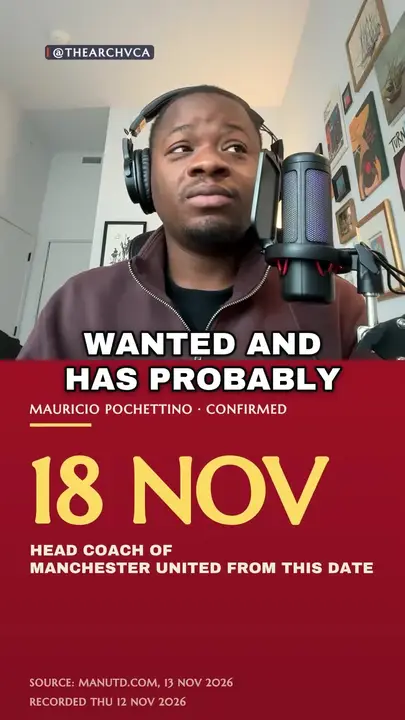 @THEARCHVCA
WANTED AND
HAS PROBABLY
MAURICIO POCHETTINO · CONFIRMED
18 NOV
HEAD COACH OF
MANCHESTER UNITED FROM THIS DATE
SOURCE: MANUTD.COM, 13 NOV 2026
RECORDED THU 12 NOV 2026